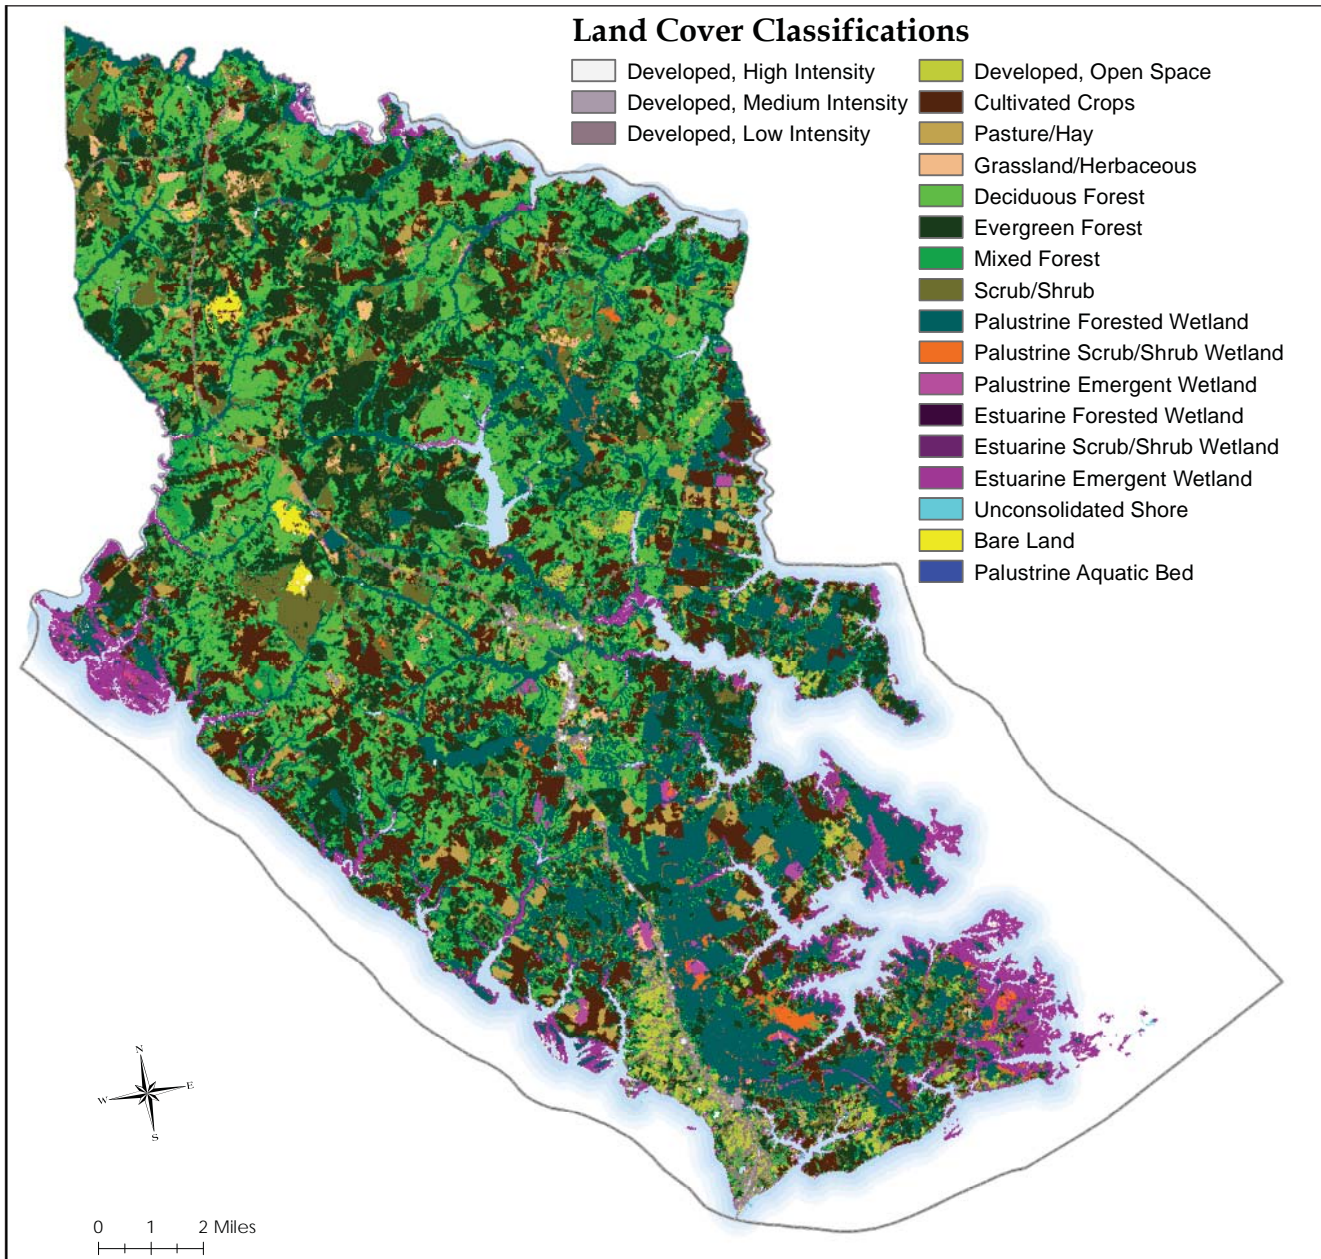 Land Cover Classifications
Developed, High Intensity
Developed, Medium Intensity
Developed, Low Intensity
Developed, Open Space
Cultivated Crops
Pasture/Hay
Grassland/Herbaceous
Deciduous Forest
Evergreen Forest
Mixed Forest
Scrub/Shrub
Palustrine Forested Wetland
Palustrine Scrub/Shrub Wetland
Palustrine Emergent Wetland
Estuarine Forested Wetland
Estuarine Scrub/Shrub Wetland
Estuarine Emergent Wetland
Unconsolidated Shore
Bare Land
Palustrine Aquatic Bed
N
W E
S
0 1 2 Miles